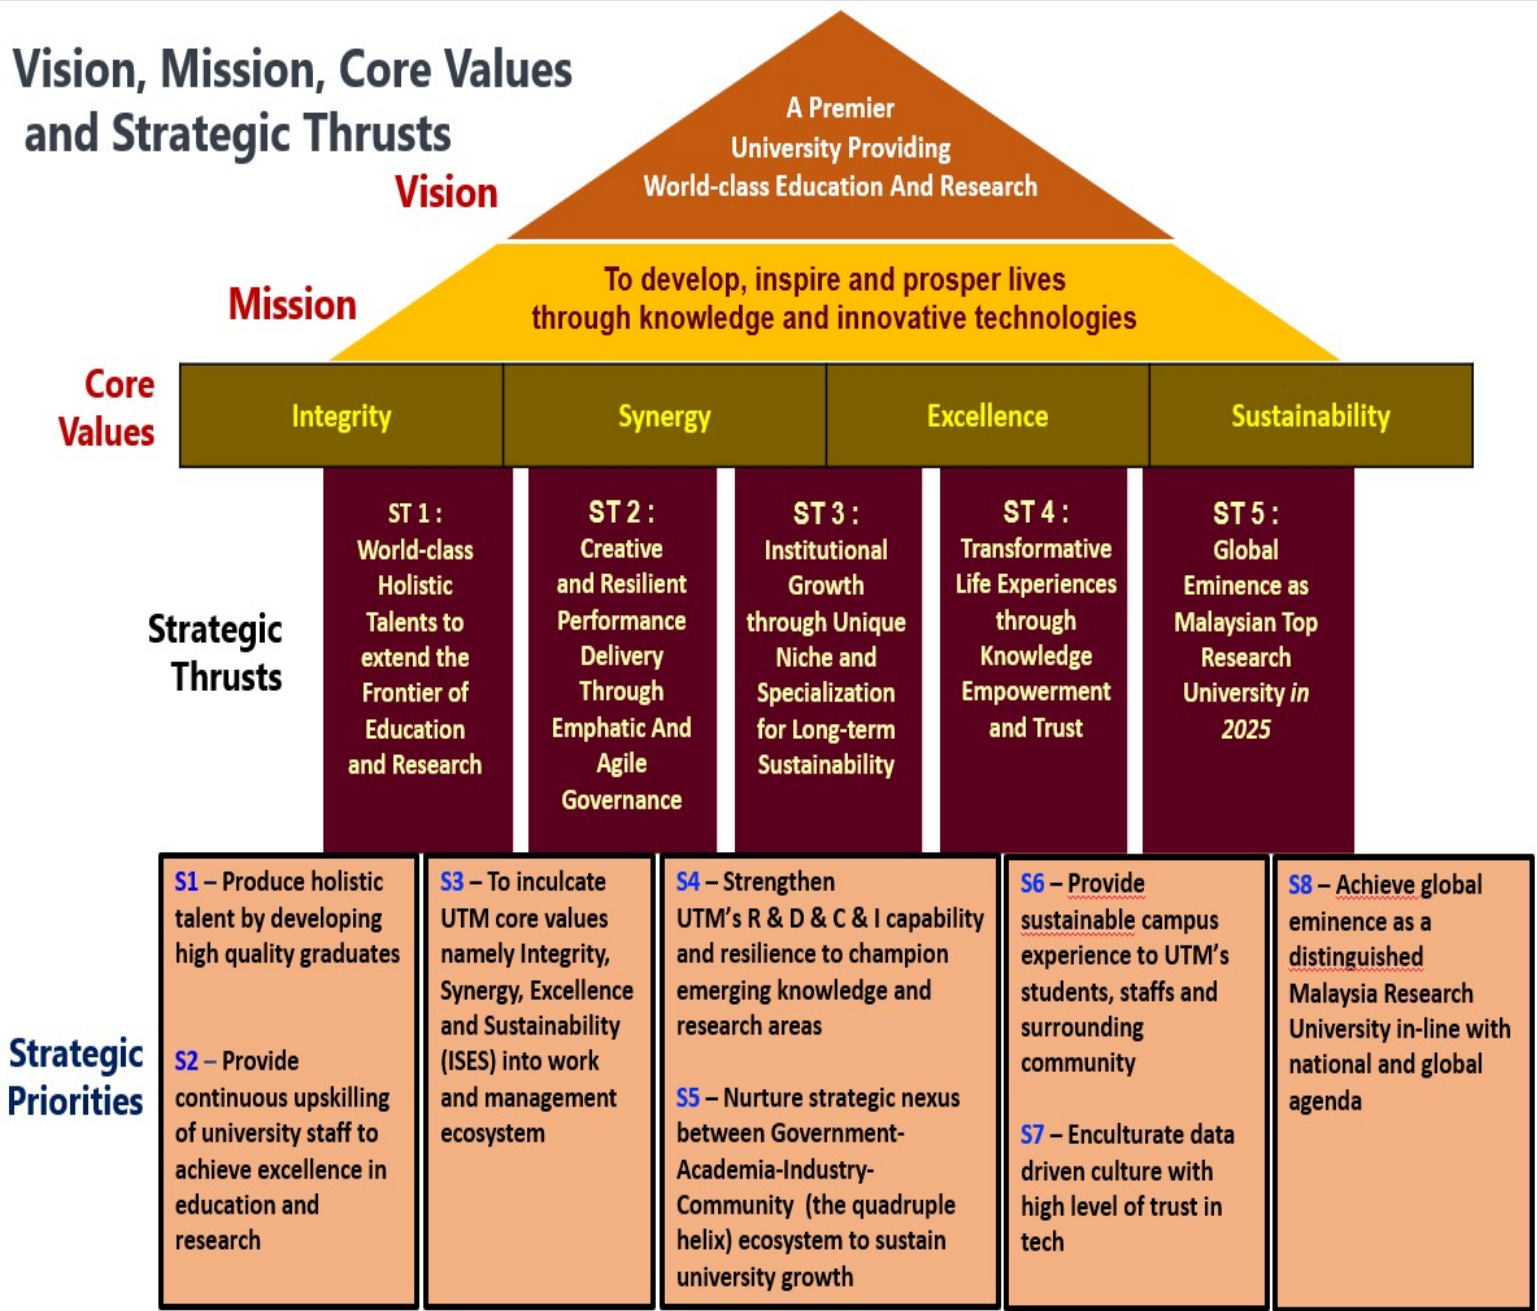 Vision, Mission, Core Values
and Strategic Thrusts
Vision
A Premier
University Providing
World-class Education And Research
Mission
To develop, inspire and prosper lives
through knowledge and innovative technologies
Core
Values
Integrity
Synergy
Excellence
Sustainability
Strategic
Thrusts
ST 1 :
World-class
Holistic
Talents to
extend the
Frontier of
Education
and Research
ST 2 :
Creative
and Resilient
Performance
Delivery
Through
Emphatic And
Agile
Governance
ST 3 :
Institutional
Growth
through Unique
Niche and
Specialization
for Long-term
Sustainability
ST 4 :
Transformative
Life Experiences
through
Knowledge
Empowerment
and Trust
ST 5 :
Global
Eminence as
Malaysian Top
Research
University in
2025
Strategic
Priorities
S1 – Produce holistic
talent by developing
high quality graduates
S2 – Provide
continuous upskilling
of university staff to
achieve excellence in
education and
research
S3 – To inculcate
UTM core values
namely Integrity,
Synergy, Excellence
and Sustainability
(ISES) into work
and management
ecosystem
S4 – Strengthen
UTM's R & D & C & I capability
and resilience to champion
emerging knowledge and
research areas
S5 – Nurture strategic nexus
between Government-
Academia-Industry-
Community (the quadruple
helix) ecosystem to sustain
university growth
S6 – Provide
sustainable campus
experience to UTM's
students, staffs and
surrounding
community
S7 – Enculturate data
driven culture with
high level of trust in
tech
S8 – Achieve global
eminence as a
distinguished
Malaysia Research
University in-line with
national and global
agenda